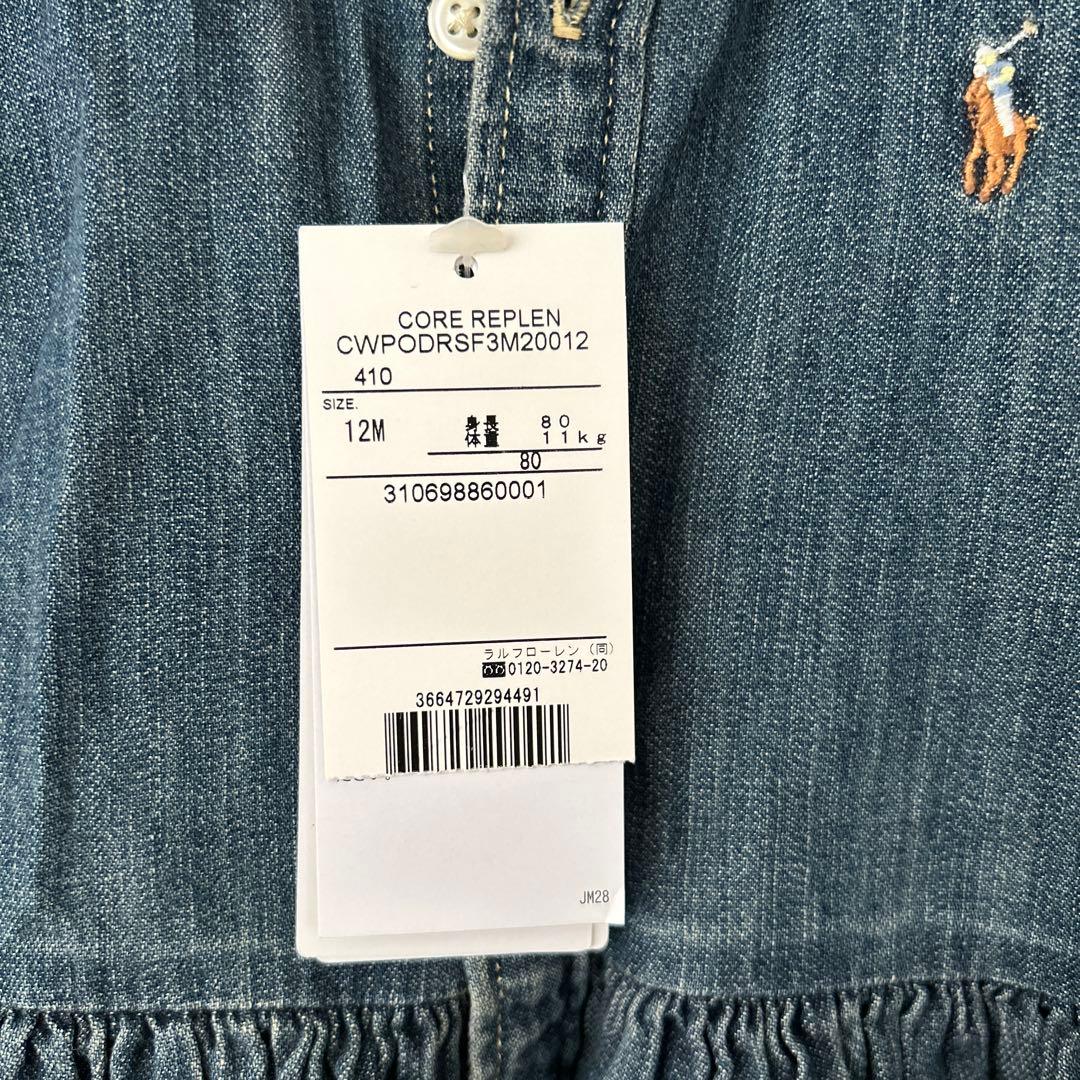 CORE REPLEN
CWPODRSF3M20012
410
SIZE.
12M
身長 80
体重 11kg
80
310698860001
ラルフローレン (同)
0120-3274-20
3664729294491
JM28